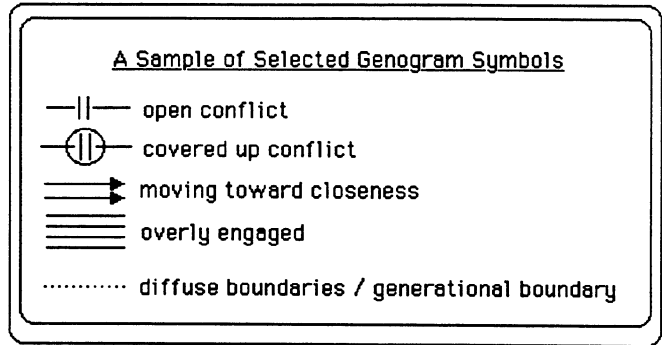 A Sample of Selected Genogram Symbols
open conflict
covered up conflict
moving toward closeness
overly engaged
diffuse boundaries / generational boundary